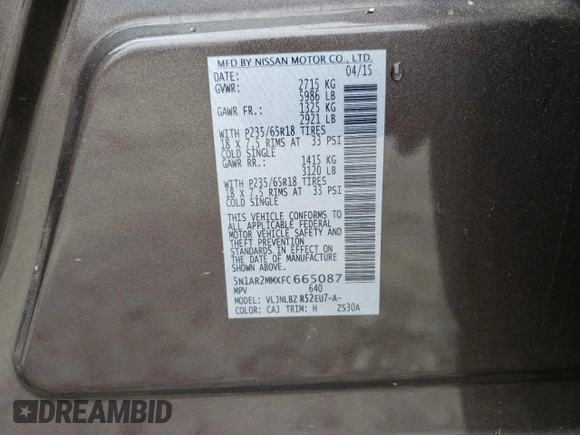 MFD BY NISSAN MOTOR CO., LTD.
DATE: 04/15
GVWR: 2715 KG
5986 LB
GAWR FR.: 1325 KG
2921 LB
WITH P235/65R18 TIRES
18 X 7.5 RIMS AT 33 PSI
COLD SINGLE
GAWR RR.: 1415 KG
3120 LB
WITH P235/65R18 TIRES
18 X 7.5 RIMS AT 33 PSI
COLD SINGLE
THIS VEHICLE CONFORMS TO
ALL APPLICABLE FEDERAL
MOTOR VEHICLE SAFETY AND
THEFT PREVENTION
STANDARDS IN EFFECT ON
THE DATE OF MANUFACTURE
SHOWN ABOVE.
5N1AR2MMXFC665087
MPV 640
MODEL: VLJNLBZ R52EU7-A-
COLOR: CAJ TRIM: H ZS30A
DREAMBID